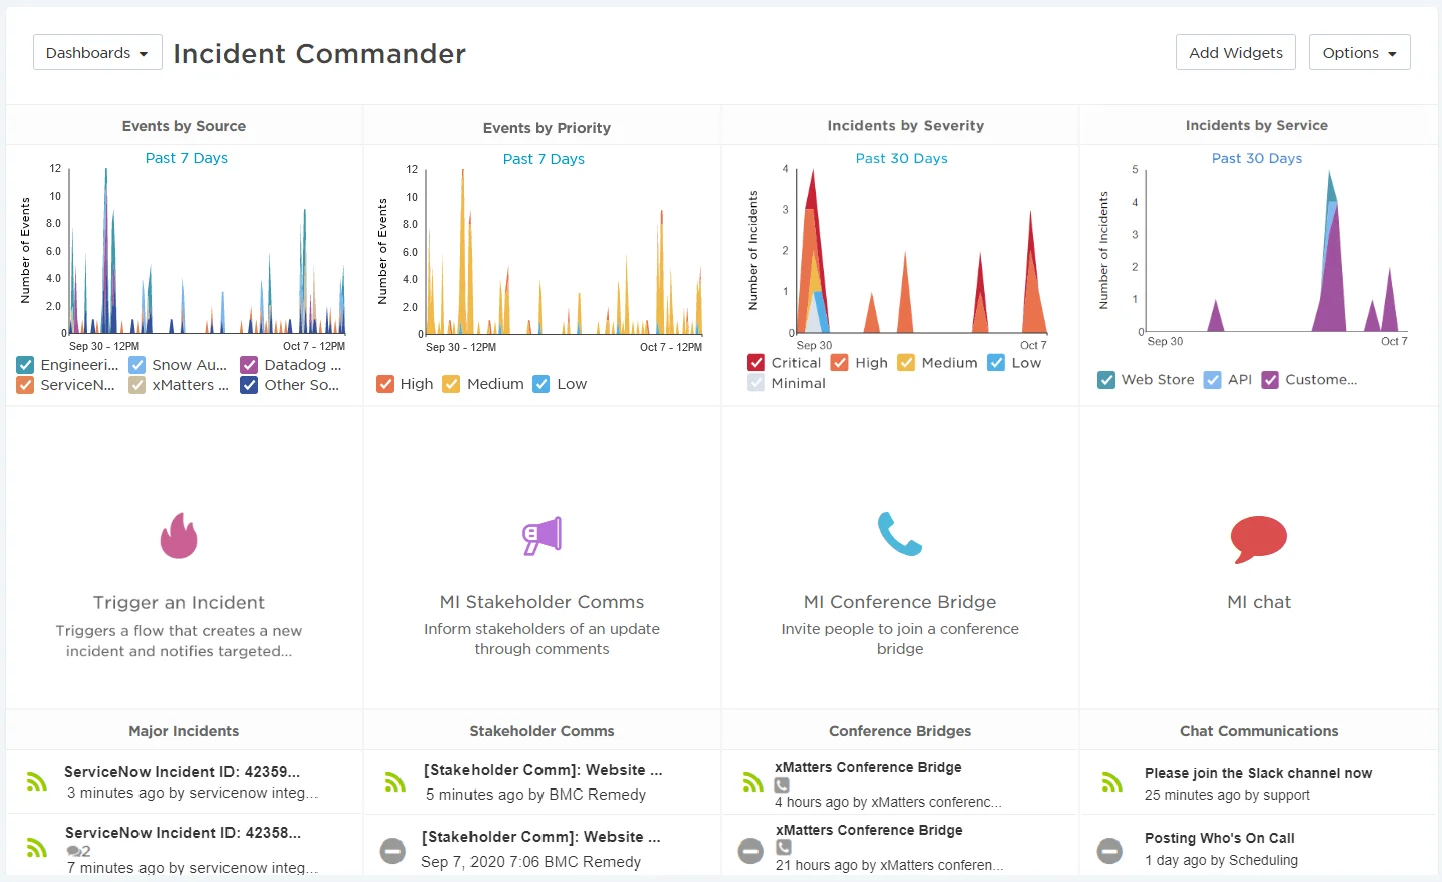 Dashboards
Incident Commander
Add Widgets
Options
Events by Source
Past 7 Days
Number of Events
12
10
8.0
6.0
4.0
2.0
0
Sep 30 - 12PM
Oct 7 - 12PM
Engineeri...
Snow Au...
Datadog ...
ServiceN...
xMatters ...
Other So...
Events by Priority
Past 7 Days
Number of Events
12
10
8.0
6.0
4.0
2.0
0
Sep 30 - 12PM
Oct 7 - 12PM
High
Medium
Low
Incidents by Severity
Past 30 Days
Number of Incidents
4
3
2
1
0
Sep 30
Oct 7
Critical
High
Medium
Low
Minimal
Incidents by Service
Past 30 Days
Number of Incidents
5
4
3
2
1
0
Sep 30
Oct 7
Web Store
API
Custome...
Trigger an Incident
Triggers a flow that creates a new
incident and notifies targeted...
MI Stakeholder Comms
Inform stakeholders of an update
through comments
MI Conference Bridge
Invite people to join a conference
bridge
MI chat
Major Incidents
ServiceNow Incident ID: 42359...
3 minutes ago by servicenow integ...
ServiceNow Incident ID: 42358...
2
7 minutes ago by servicenow integ...
Stakeholder Comms
[Stakeholder Comm]: Website ...
5 minutes ago by BMC Remedy
[Stakeholder Comm]: Website ...
Sep 7, 2020 7:06 BMC Remedy
Conference Bridges
xMatters Conference Bridge
4 hours ago by xMatters conferenc...
xMatters Conference Bridge
21 hours ago by xMatters conferen...
Chat Communications
Please join the Slack channel now
25 minutes ago by support
Posting Who's On Call
1 day ago by Scheduling